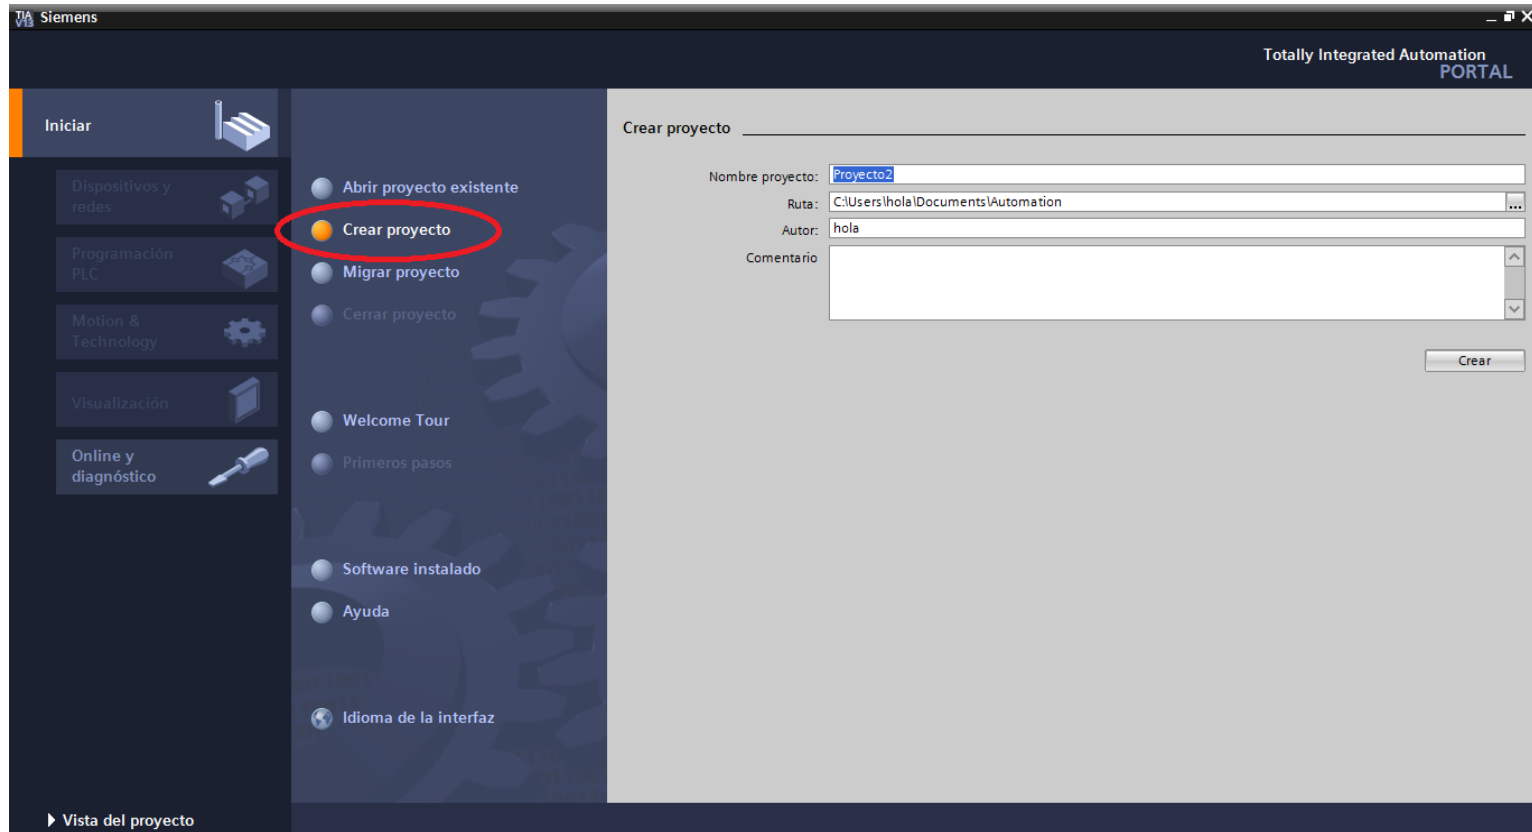 TIA V13 Siemens
Totally Integrated Automation
PORTAL
Iniciar
Dispositivos y
redes
Programación
PLC
Motion &
Technology
Visualización
Online y
diagnóstico
Vista del proyecto
Abrir proyecto existente
Crear proyecto
Migrar proyecto
Cerrar proyecto
Welcome Tour
Primeros pasos
Software instalado
Ayuda
Idioma de la interfaz
Crear proyecto
Nombre proyecto: Proyecto2
Ruta: C:\Users\hola\Documents\Automation
...
Autor: hola
Comentario
Crear